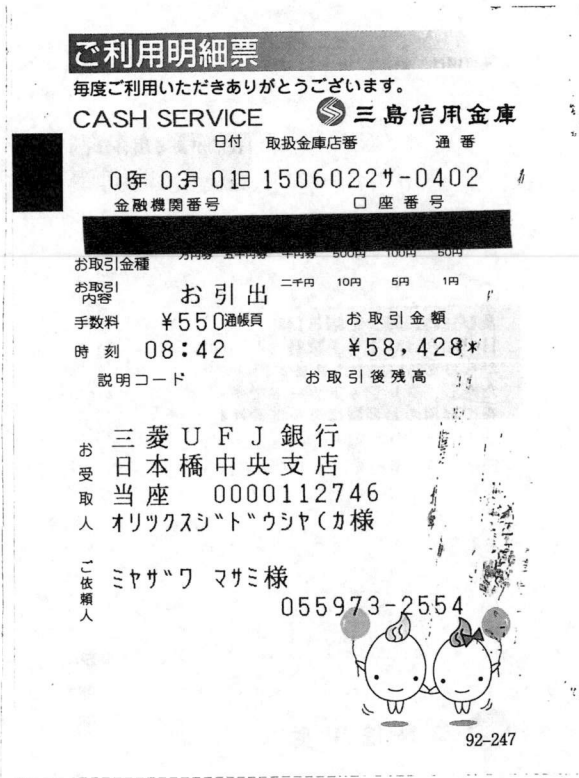 ご利用明細票
毎度ご利用いただきありがとうございます。
CASH SERVICE 三島信用金庫
日付 取扱金庫店番 通番
05年 03月 01日 1506022サ-0402
金融機関番号 口座番号
お取引金種 万円券 五千円券 千円券 500円 100円 50円
お取引内容 お引出 二千円 10円 5円 1円
手数料 ¥550 通帳頁 お取引金額
時刻 08:42 ¥58,428*
説明コード お取引後残高
お受取人
三菱UFJ銀行
日本橋中央支店
当座 0000112746
オリックスジドウシヤ(カ様
ご依頼人
ミヤザワ マサミ様
055973-2554
92-247